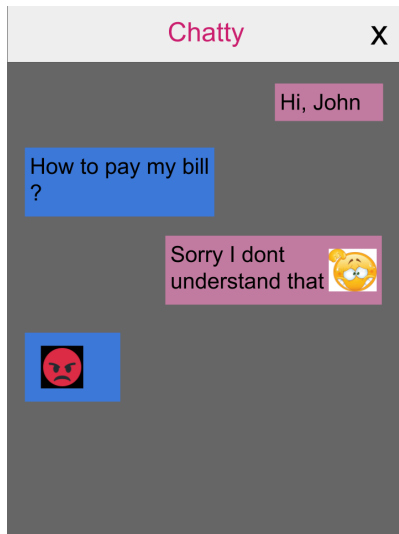 Chatty
x
Hi, John
How to pay my bill
?
Sorry I dont
understand that